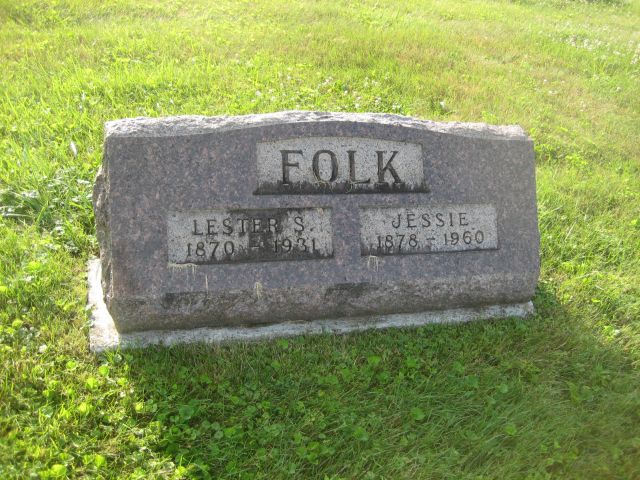 FOLK
LESTER S.
1870 - 1931
JESSIE
1878 - 1960